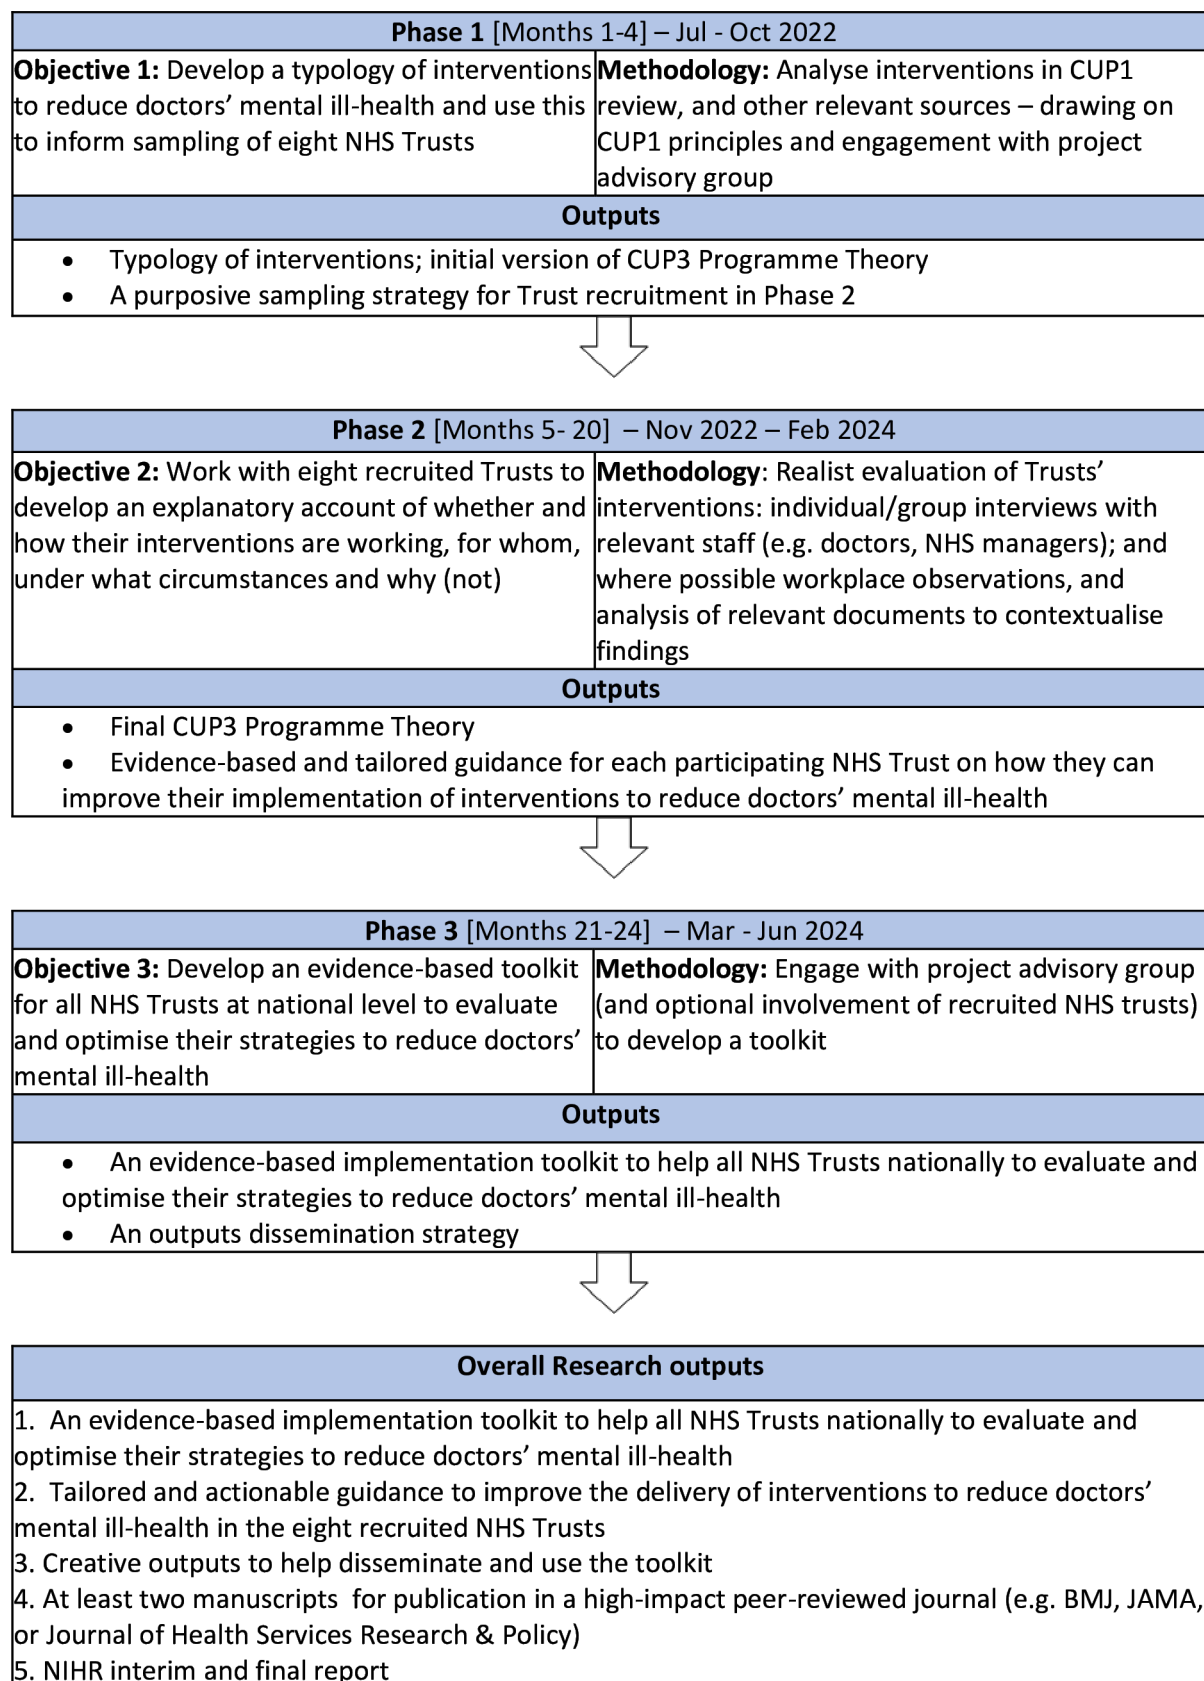 Phase 1 [Months 1-4] – Jul - Oct 2022
Objective 1: Develop a typology of interventions
to reduce doctors’ mental ill-health and use this
to inform sampling of eight NHS Trusts
Methodology: Analyse interventions in CUP1
review, and other relevant sources – drawing on
CUP1 principles and engagement with project
advisory group
Outputs
• Typology of interventions; initial version of CUP3 Programme Theory
• A purposive sampling strategy for Trust recruitment in Phase 2
Phase 2 [Months 5- 20] – Nov 2022 – Feb 2024
Objective 2: Work with eight recruited Trusts to
develop an explanatory account of whether and
how their interventions are working, for whom,
under what circumstances and why (not)
Methodology: Realist evaluation of Trusts’
interventions: individual/group interviews with
relevant staff (e.g. doctors, NHS managers); and
where possible workplace observations, and
analysis of relevant documents to contextualise
findings
Outputs
• Final CUP3 Programme Theory
• Evidence-based and tailored guidance for each participating NHS Trust on how they can
improve their implementation of interventions to reduce doctors’ mental ill-health
Phase 3 [Months 21-24] – Mar - Jun 2024
Objective 3: Develop an evidence-based toolkit
for all NHS Trusts at national level to evaluate
and optimise their strategies to reduce doctors’
mental ill-health
Methodology: Engage with project advisory group
(and optional involvement of recruited NHS trusts)
to develop a toolkit
Outputs
• An evidence-based implementation toolkit to help all NHS Trusts nationally to evaluate and
optimise their strategies to reduce doctors’ mental ill-health
• An outputs dissemination strategy
Overall Research outputs
1. An evidence-based implementation toolkit to help all NHS Trusts nationally to evaluate and
optimise their strategies to reduce doctors’ mental ill-health
2. Tailored and actionable guidance to improve the delivery of interventions to reduce doctors’
mental ill-health in the eight recruited NHS Trusts
3. Creative outputs to help disseminate and use the toolkit
4. At least two manuscripts for publication in a high-impact peer-reviewed journal (e.g. BMJ, JAMA,
or Journal of Health Services Research & Policy)
5. NIHR interim and final report